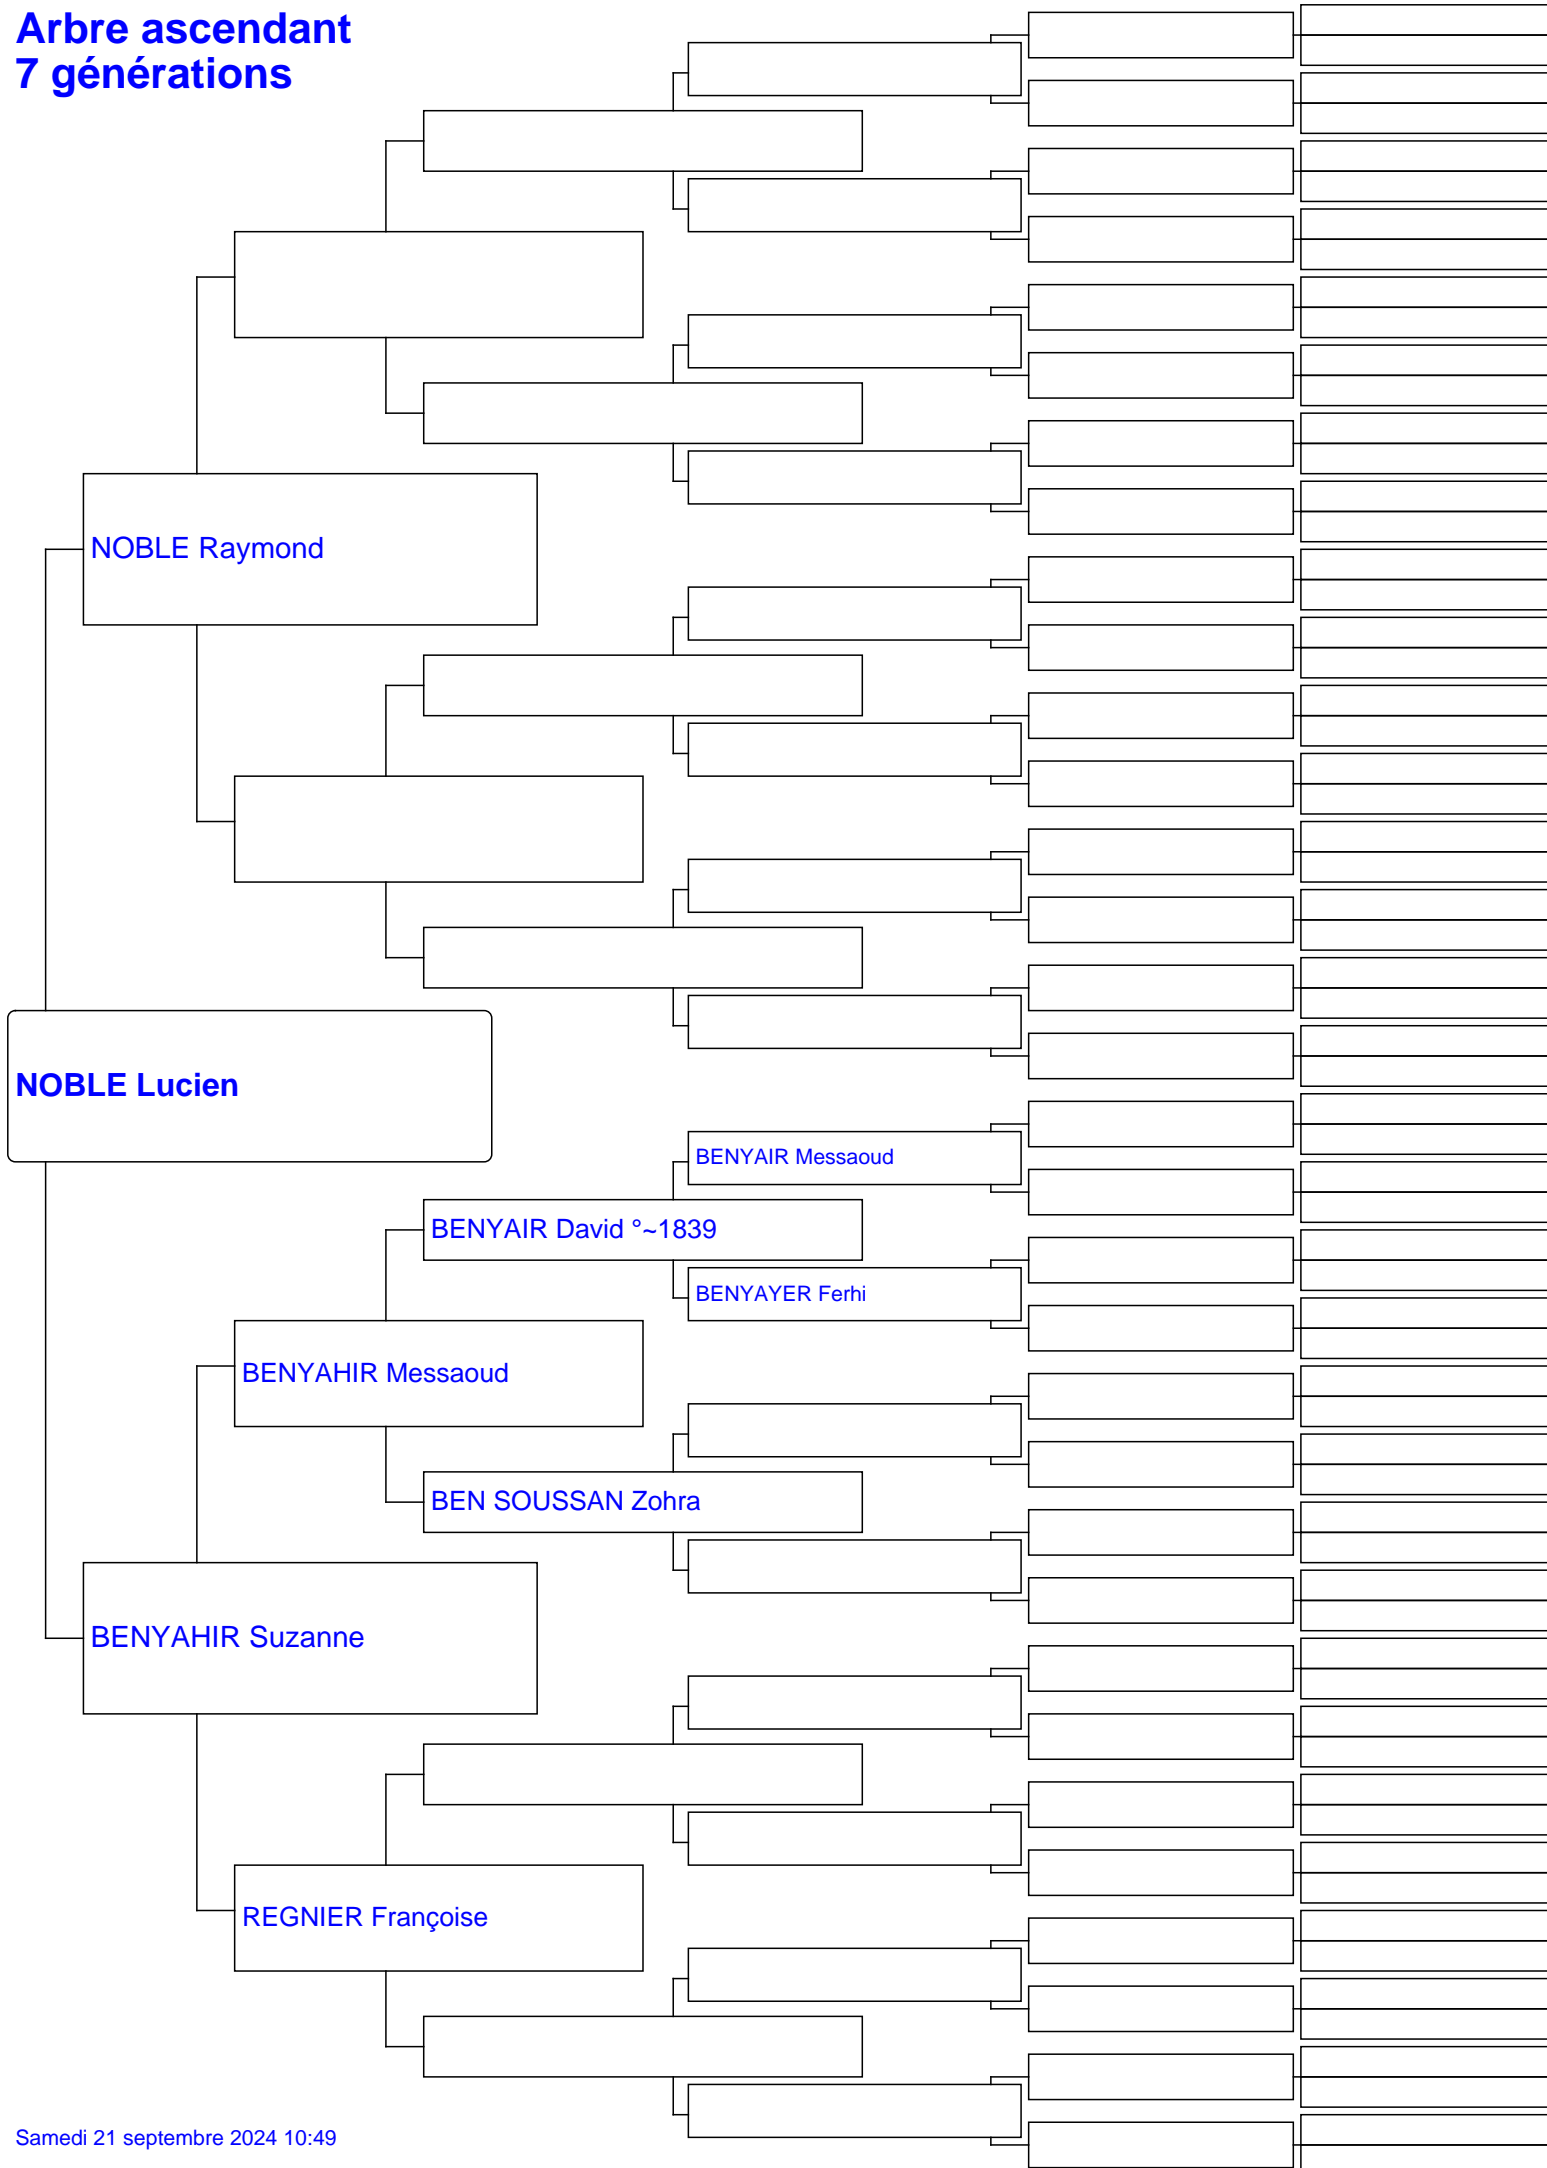 Arbre ascendant
7 générations
NOBLE Raymond
NOBLE Lucien
BENYAIR Messaoud
BENYAIR David °~1839
BENYAYER Ferhi
BENYAHIR Messaoud
BEN SOUSSAN Zohra
BENYAHIR Suzanne
REGNIER Françoise
Samedi 21 septembre 2024 10:49